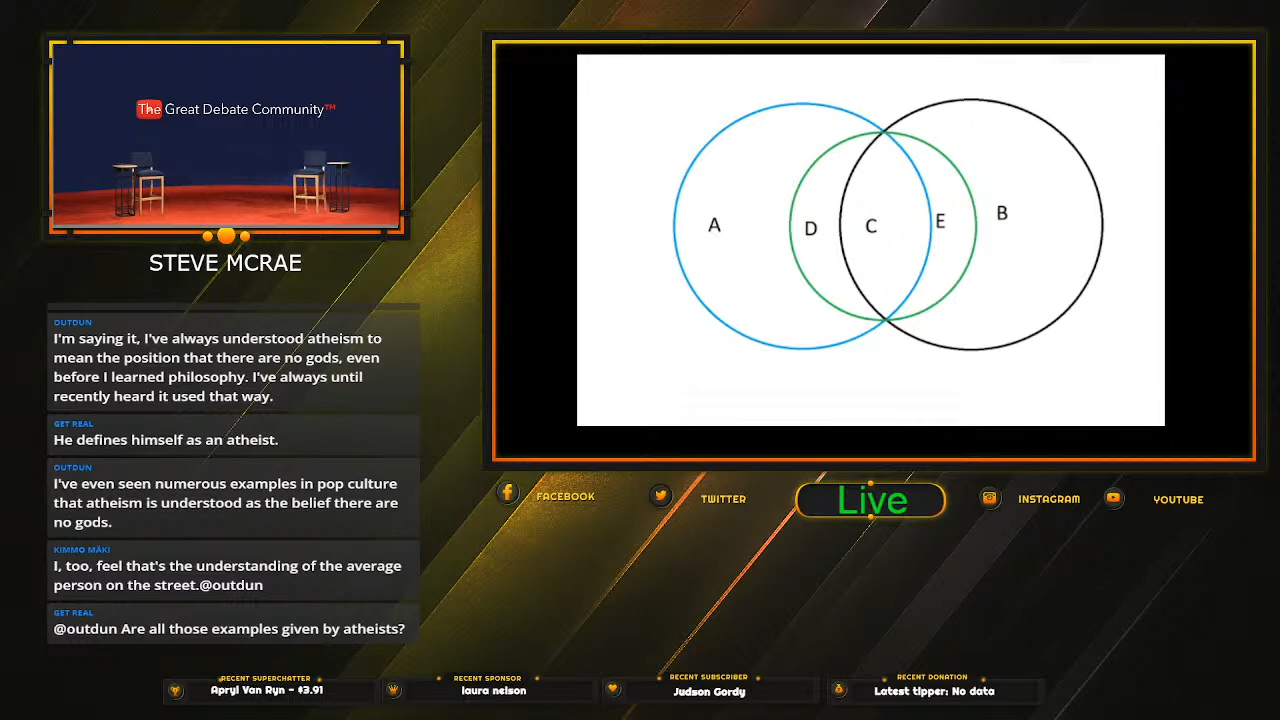 The Great Debate Community™
STEVE MCRAE
OUTDUN
I'm saying it, I've always understood atheism to
mean the position that there are no gods, even
before I learned philosophy. I've always until
recently heard it used that way.
GET REAL
He defines himself as an atheist.
OUTDUN
I've even seen numerous examples in pop culture
that atheism is understood as the belief there are
no gods.
KIMMO MÄKI
I, too, feel that's the understanding of the average
person on the street.@outdun
GET REAL
@outdun Are all those examples given by atheists?
A
D
C
E
B
FACEBOOK
TWITTER
Live
INSTAGRAM
YOUTUBE
RECENT SUPERCHATTER
Apryl Van Ryn - $3.91
RECENT SPONSOR
laura nelson
RECENT SUBSCRIBER
Judson Gordy
RECENT DONATION
Latest tipper: No data